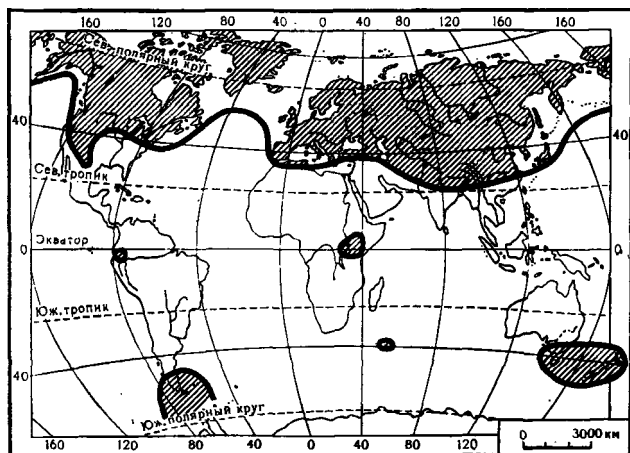 160 120 80 40 0 40 80 120 160
Сев. полярный круг
40 40
Сев. тропик
Экватор
0 0
Юж. тропик
40 40
Юж. полярный круг
160 120 80 40 0 40 80 120
0 3000 км